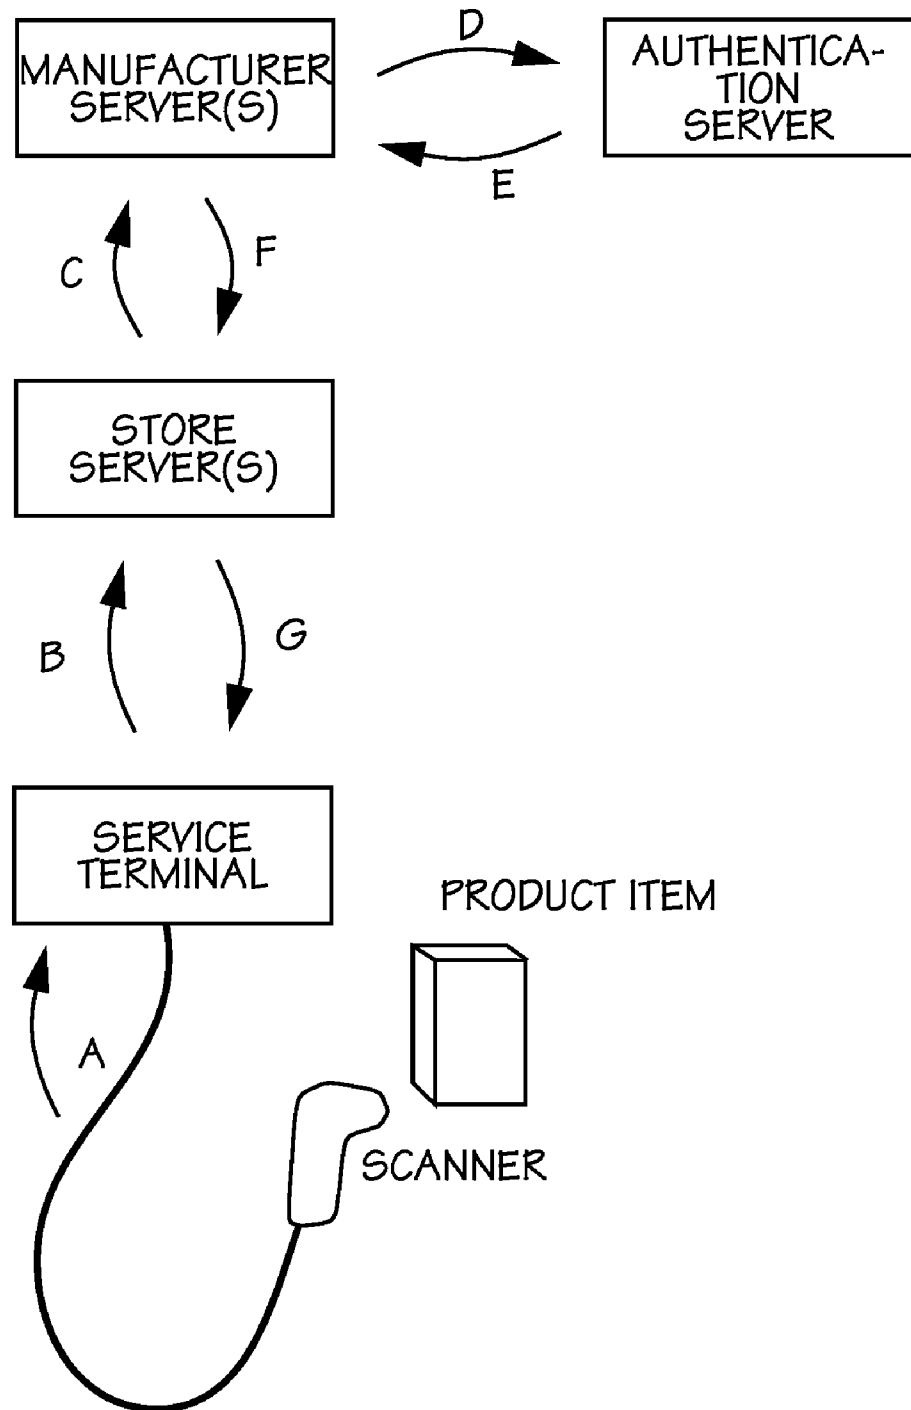 D
MANUFACTURER
SERVER(S)
AUTHENTICA-
TION
SERVER
E
C
F
STORE
SERVER(S)
B
G
SERVICE
TERMINAL
PRODUCT ITEM
A
SCANNER